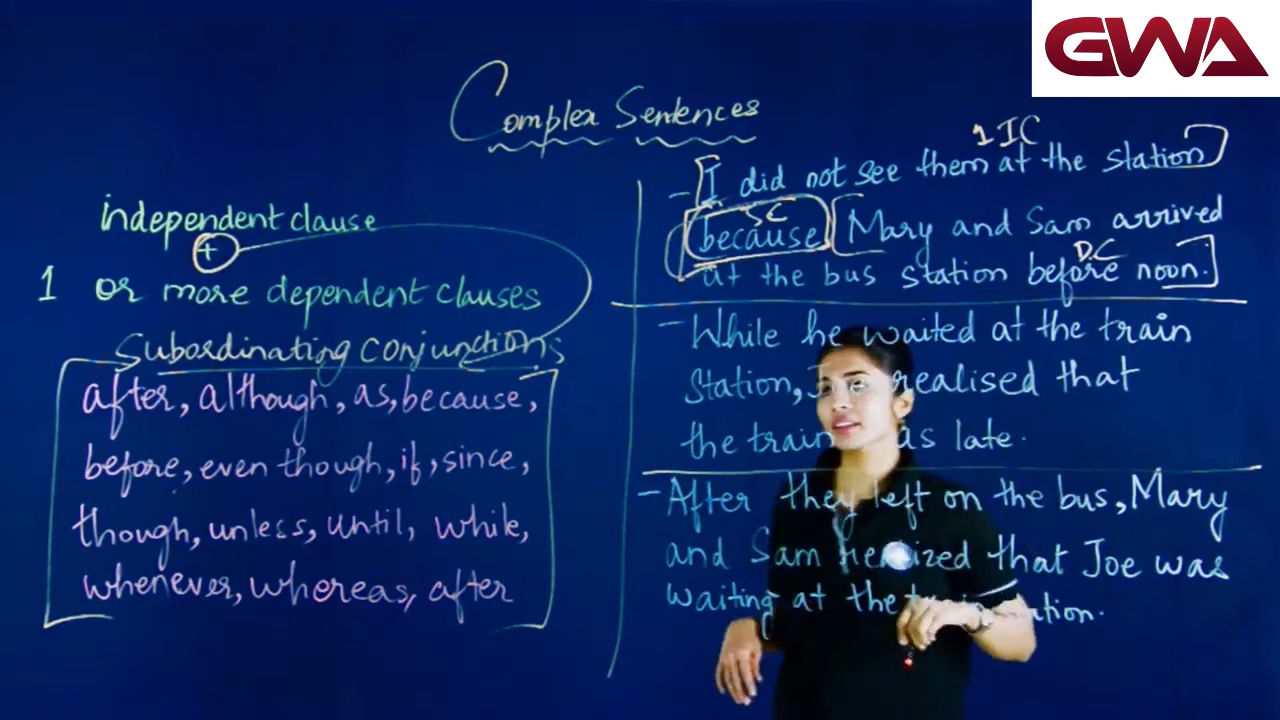 GWA
Complex Sentences
independent clause
+
1 or more dependent clauses
Subordinating conjunctions
after, although, as, because,
before, even though, if, since,
though, unless, until, while,
whenever, whereas, after
1 IC
- I did not see them at the station
SC
because Mary and Sam arrived
D.C
at the bus station before noon.
- While he waited at the train
Station, realised that
the train late.
- After they left on the bus, Mary
and Sam realized that Joe was
waiting at the station.